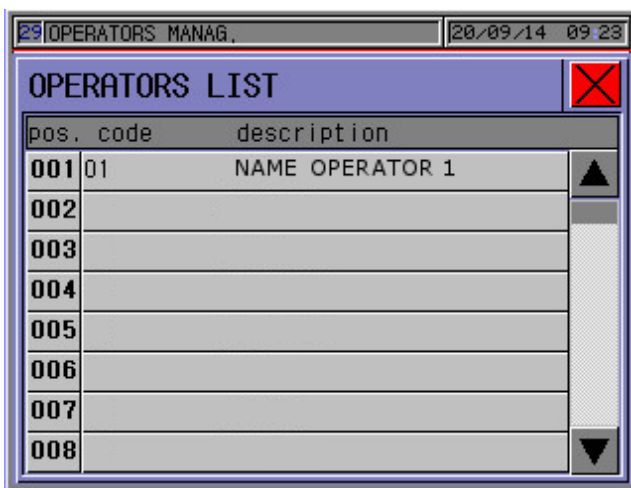 29 OPERATORS MANAG. 20/09/14 09:23
OPERATORS LIST
pos. code description
001 01 NAME OPERATOR 1
002
003
004
005
006
007
008